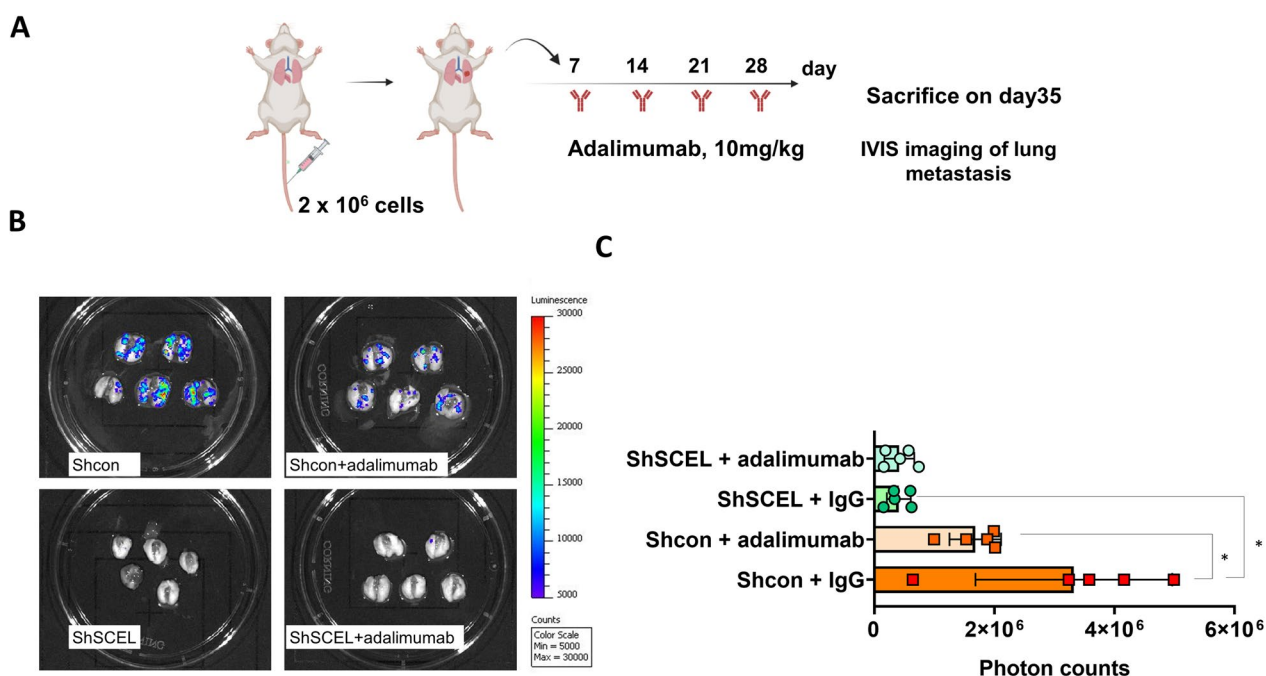 A
7 14 21 28 day
Adalimumab, 10mg/kg
2 x 10⁶ cells
Sacrifice on day35
IVIS imaging of lung
metastasis
B
Shcon
CORNING
Shcon+adalimumab
ShSCEL
CORNING
ShSCEL+adalimumab
Luminescence
30000
25000
20000
15000
10000
5000
Counts
Color Scale
Min = 5000
Max = 30000
C
ShSCEL + adalimumab
ShSCEL + IgG
Shcon + adalimumab
Shcon + IgG
*
*
0 2×10⁶ 4×10⁶ 6×10⁶
Photon counts